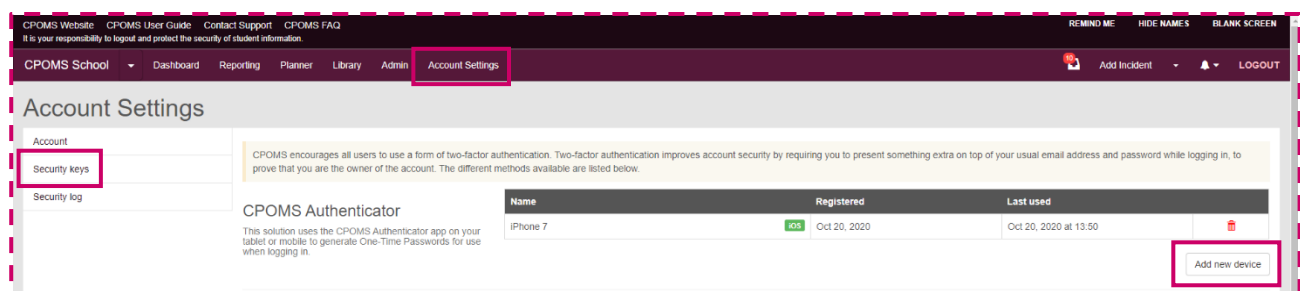 CPOMS Website CPOMS User Guide Contact Support CPOMS FAQ REMIND ME HIDE NAMES BLANK SCREEN
It is your responsibility to logout and protect the security of student information.
CPOMS School Dashboard Reporting Planner Library Admin Account Settings Add Incident LOGOUT
Account Settings
Account
Security keys
Security log
CPOMS encourages all users to use a form of two-factor authentication. Two-factor authentication improves account security by requiring you to present something extra on top of your usual email address and password while logging in, to
prove that you are the owner of the account. The different methods available are listed below.
CPOMS Authenticator
This solution uses the CPOMS Authenticator app on your
tablet or mobile to generate One-Time Passwords for use
when logging in.
Name Registered Last used
iPhone 7 iOS Oct 20, 2020 Oct 20, 2020 at 13:50
Add new device